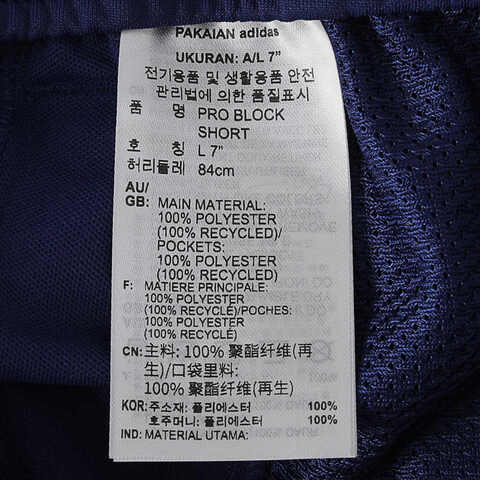 PAKAIAN adidas
UKURAN: A/L 7"
전기용품 및 생활용품 안전
관리법에 의한 품질표시
품 명 PRO BLOCK
SHORT
호 칭 L 7"
허리둘레 84cm
AU/
GB: MAIN MATERIAL:
100% POLYESTER
(100% RECYCLED)/
POCKETS:
100% POLYESTER
(100% RECYCLED)
F: MATIERE PRINCIPALE:
100% POLYESTER
(100% RECYCLÉ)/POCHES:
100% POLYESTER
(100% RECYCLÉ)
CN: 主料: 100% 聚酯纤维(再
生)/口袋里料:
100% 聚酯纤维(再生)
KOR: 주소재: 폴리에스터 100%
호주머니: 폴리에스터 100%
IND: MATERIAL UTAMA: